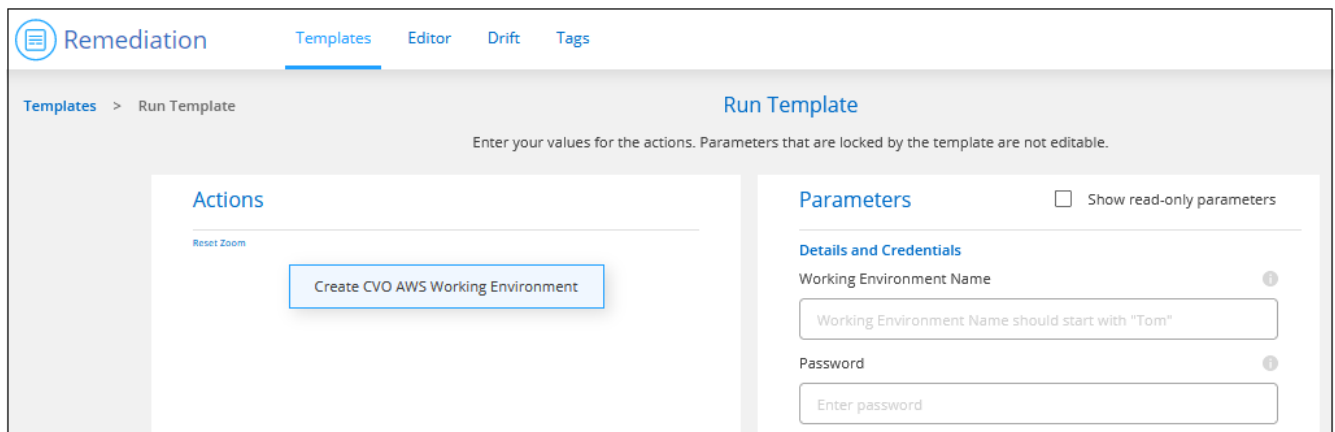 Remediation Templates Editor Drift Tags
Templates > Run Template
Run Template
Enter your values for the actions. Parameters that are locked by the template are not editable.
Actions
Reset Zoom
Create CVO AWS Working Environment
Parameters
Show read-only parameters
Details and Credentials
Working Environment Name
Working Environment Name should start with "Tom"
Password
Enter password